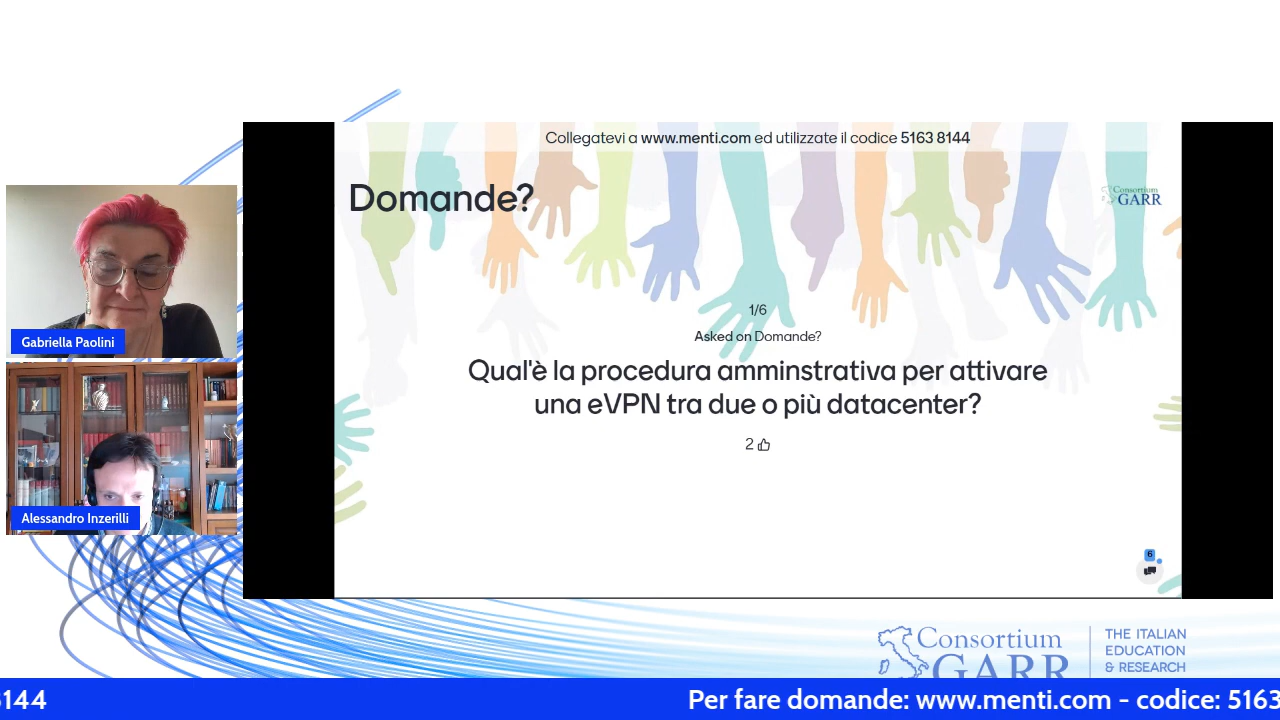 Collegatevi a www.menti.com ed utilizzate il codice 5163 8144
Domande?
Consortium
GARR
1/6
Asked on Domande?
Qual'è la procedura amminstrativa per attivare
una eVPN tra due o più datacenter?
2
6
Gabriella Paolini
Alessandro Inzerilli
Consortium
GARR
THE ITALIAN
EDUCATION
& RESEARCH
8144
Per fare domande: www.menti.com - codice: 5163